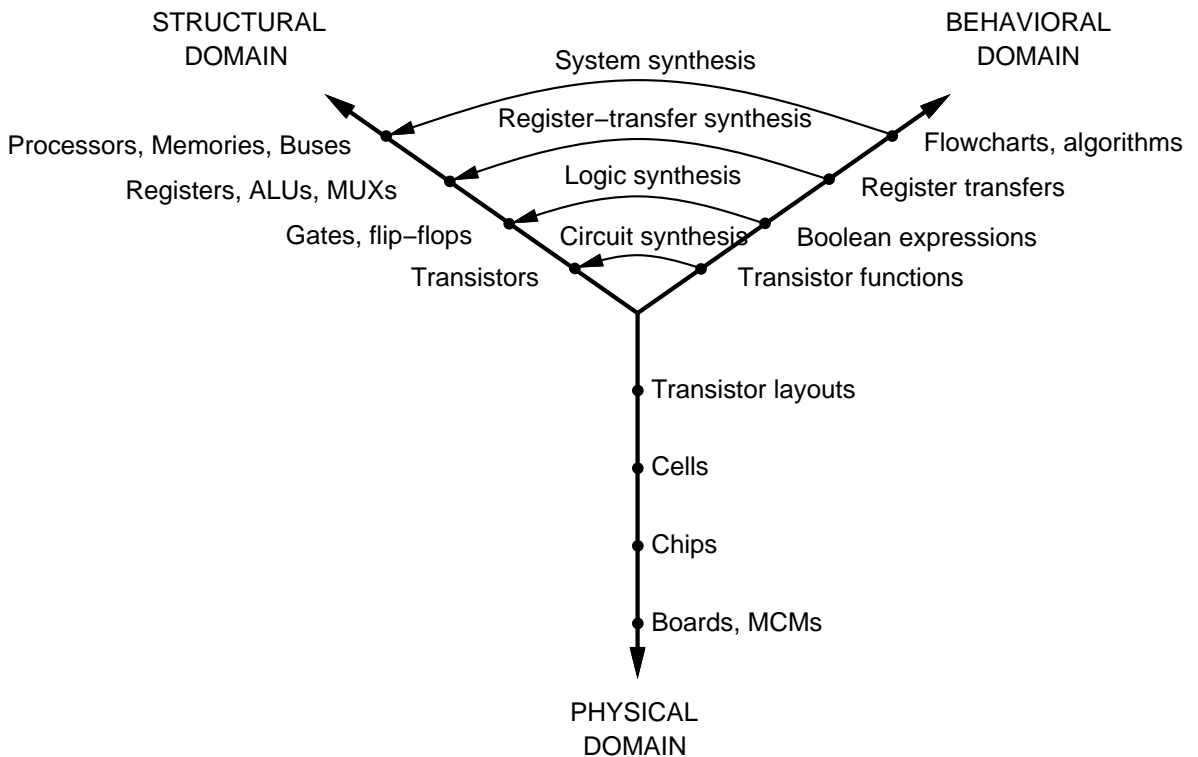 STRUCTURAL
DOMAIN
BEHAVIORAL
DOMAIN
System synthesis
Register−transfer synthesis
Processors, Memories, Buses
Flowcharts, algorithms
Logic synthesis
Registers, ALUs, MUXs
Register transfers
Gates, flip−flops
Circuit synthesis
Boolean expressions
Transistors
Transistor functions
Transistor layouts
Cells
Chips
Boards, MCMs
PHYSICAL
DOMAIN